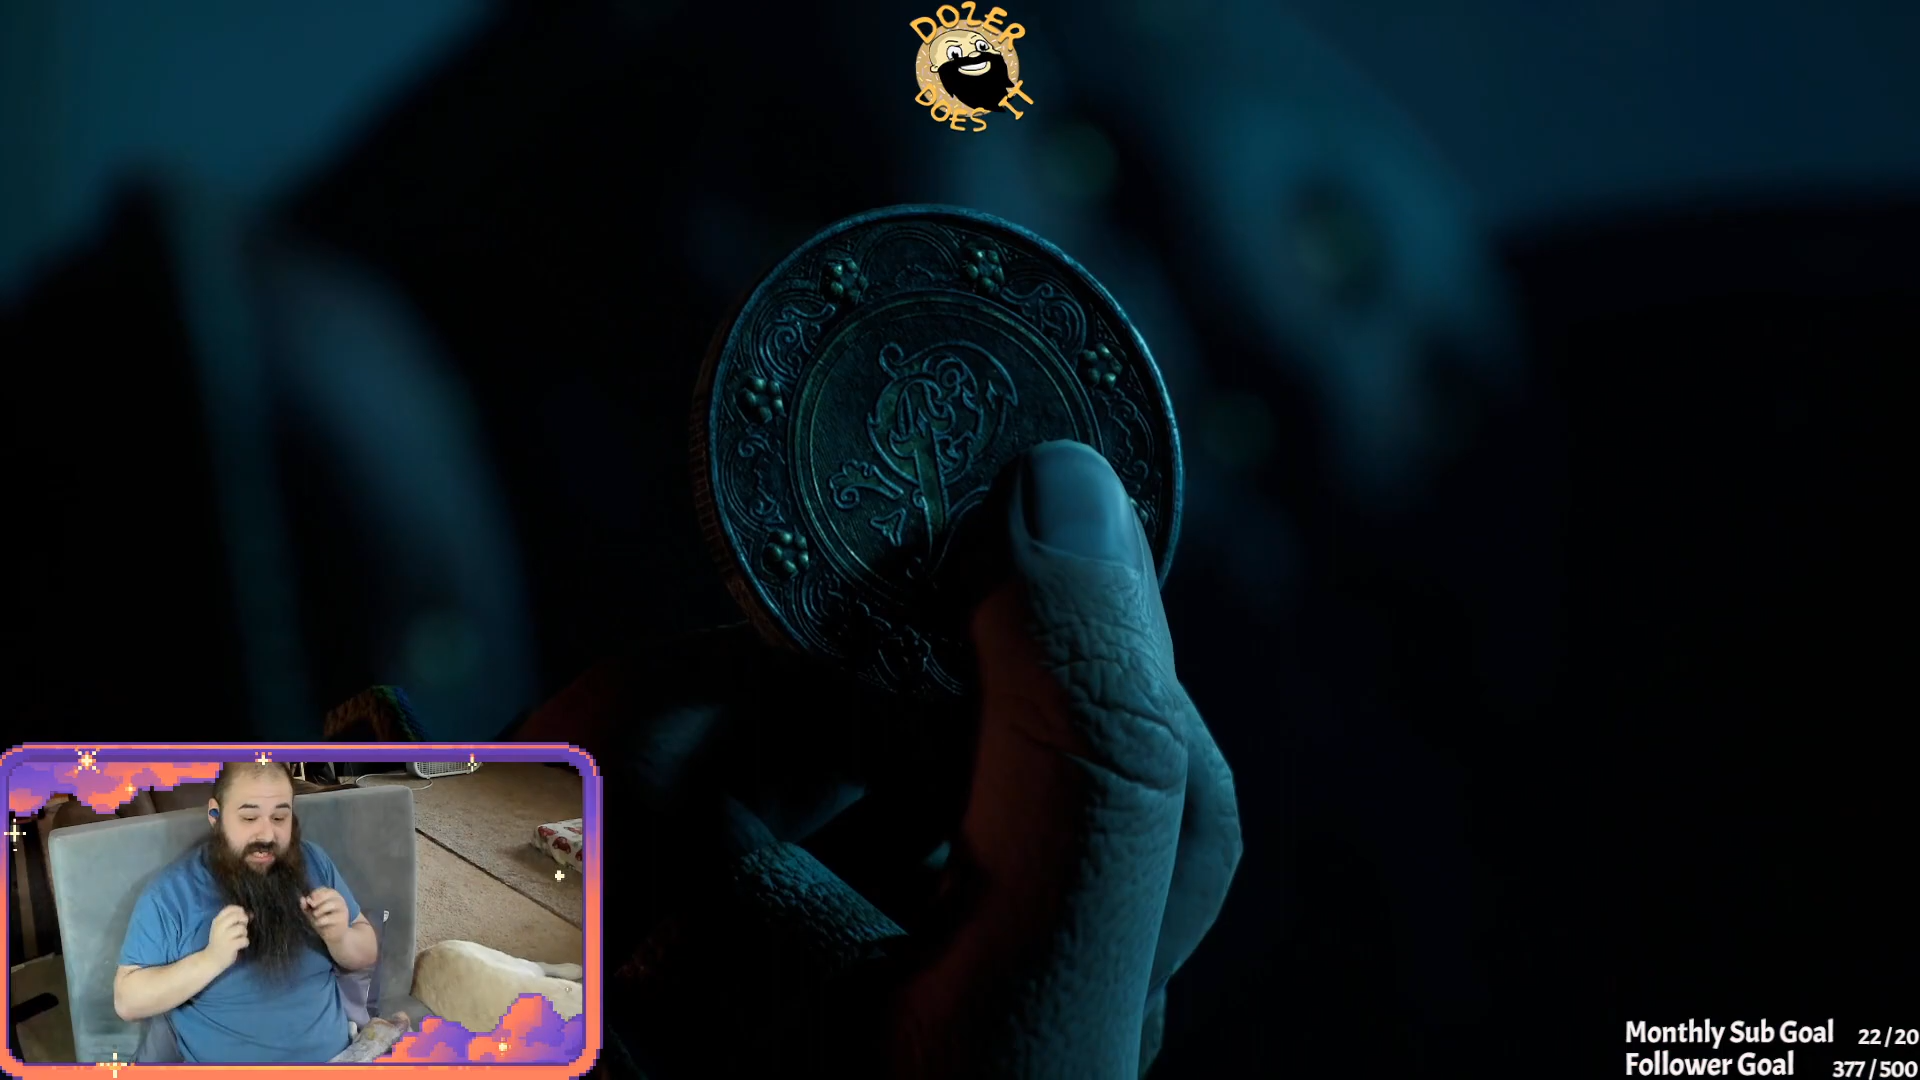 DOZER
DOES IT
Monthly Sub Goal 22 / 20
Follower Goal 377 / 500